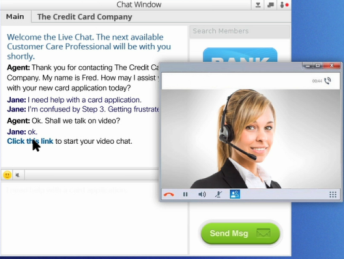 Chat Window
Main
The Credit Card Company
Search Members
Welcome the Live Chat. The next available
Customer Care Professional will be with you
shortly.
BANK
Agent: Thank you for contacting The Credit Ca
Company. My name is Fred. How may I assist
with your new card application today?
Jane: I need help with a card application.
Jane: I'm confused by Step 3. Getting frustrate
Agent: Ok. Shall we talk on video?
Jane: ok.
Click this link to start your video chat.
Send Msg